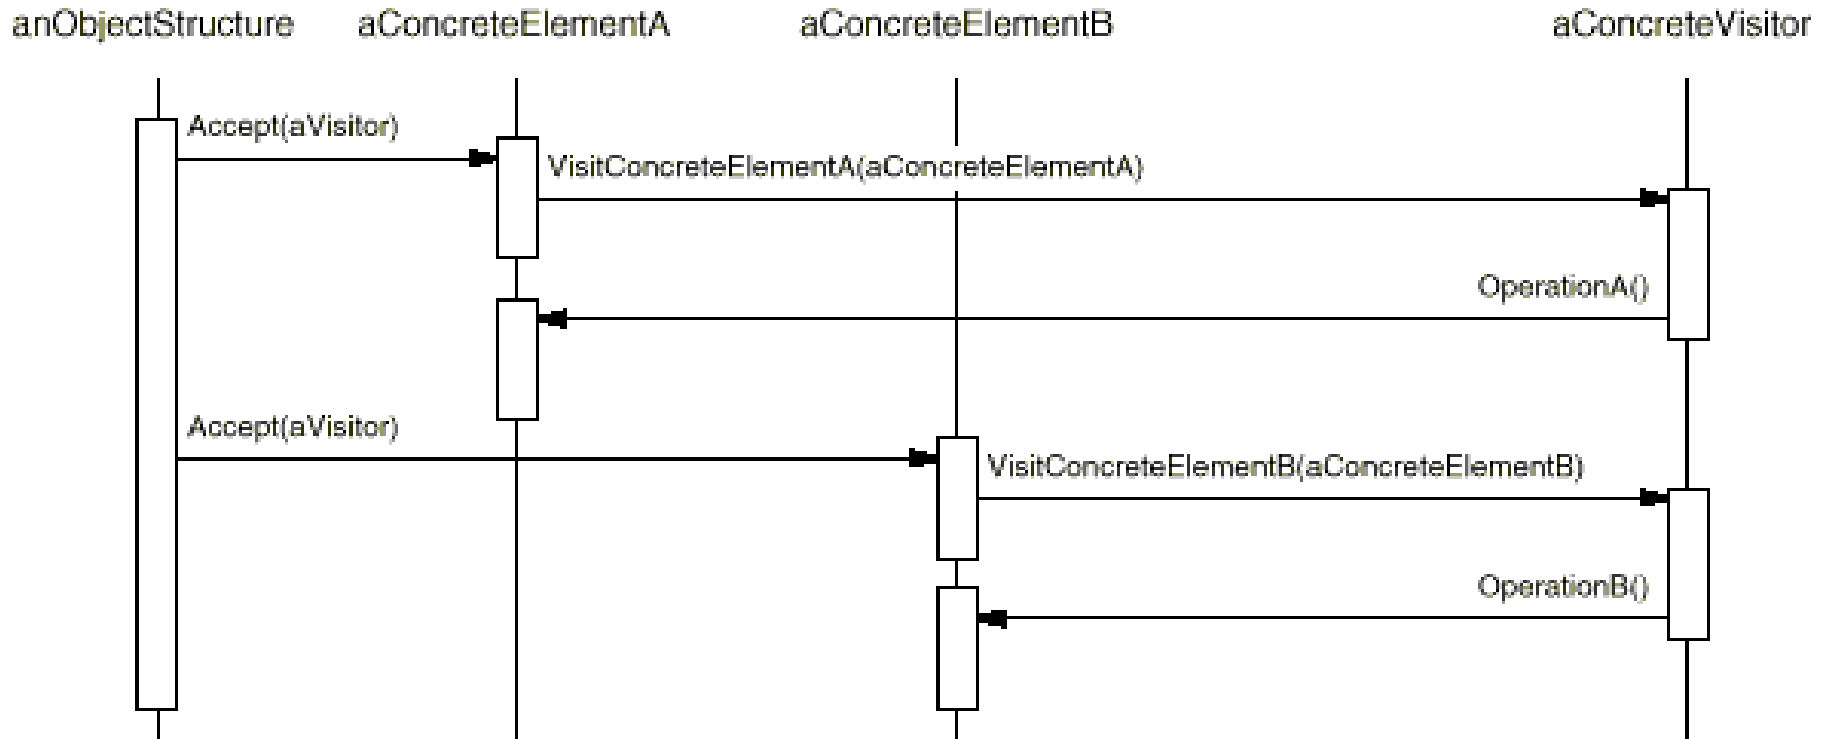 anObjectStructure aConcreteElementA aConcreteElementB aConcreteVisitor
Accept(aVisitor)
VisitConcreteElementA(aConcreteElementA)
OperationA()
Accept(aVisitor)
VisitConcreteElementB(aConcreteElementB)
OperationB()